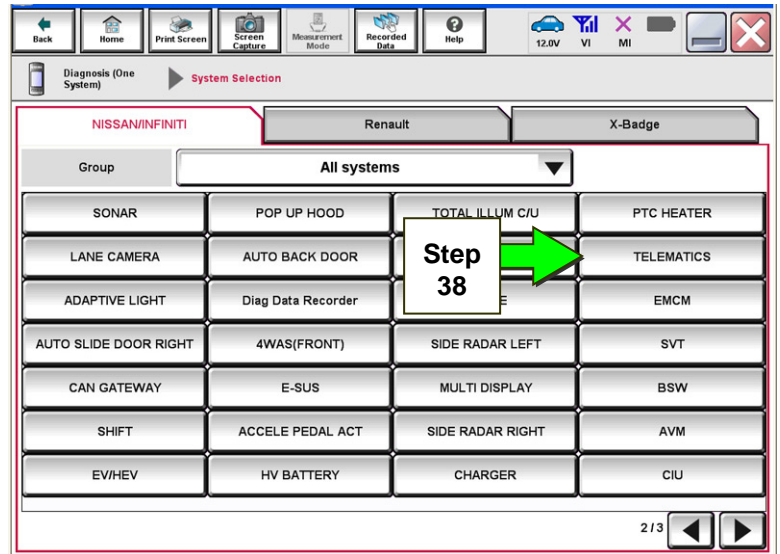 Back
Home
Print Screen
Screen
Capture
Measurement
Mode
Recorded
Data
Help
12.0V
VI
MI
Diagnosis (One
System)
System Selection
NISSAN/INFINITI
Renault
X-Badge
Group
All systems
SONAR
POP UP HOOD
TOTAL ILLUM C/U
PTC HEATER
LANE CAMERA
AUTO BACK DOOR
Step
38
TELEMATICS
ADAPTIVE LIGHT
Diag Data Recorder
EMCM
AUTO SLIDE DOOR RIGHT
4WAS(FRONT)
SIDE RADAR LEFT
SVT
CAN GATEWAY
E-SUS
MULTI DISPLAY
BSW
SHIFT
ACCELE PEDAL ACT
SIDE RADAR RIGHT
AVM
EV/HEV
HV BATTERY
CHARGER
CIU
2/3